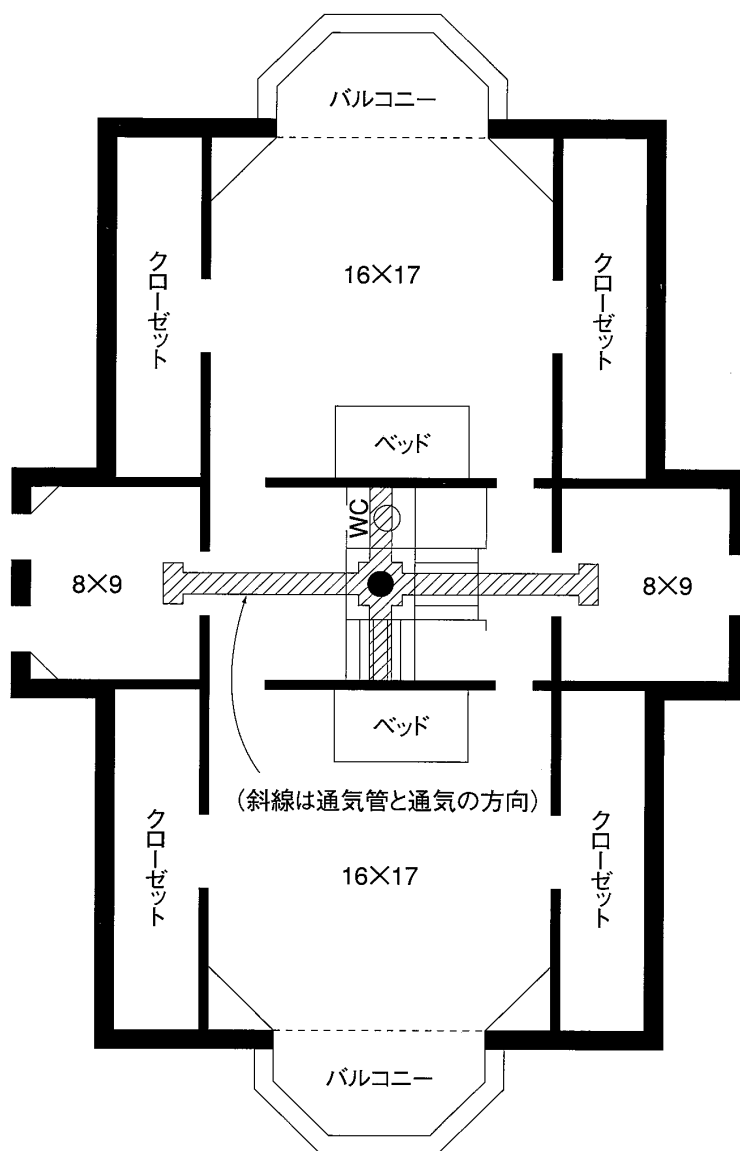 バルコニー
クローゼット
16×17
クローゼット
ベッド
WC
8×9
8×9
ベッド
(斜線は通気管と通気の方向)
クローゼット
16×17
クローゼット
バルコニー